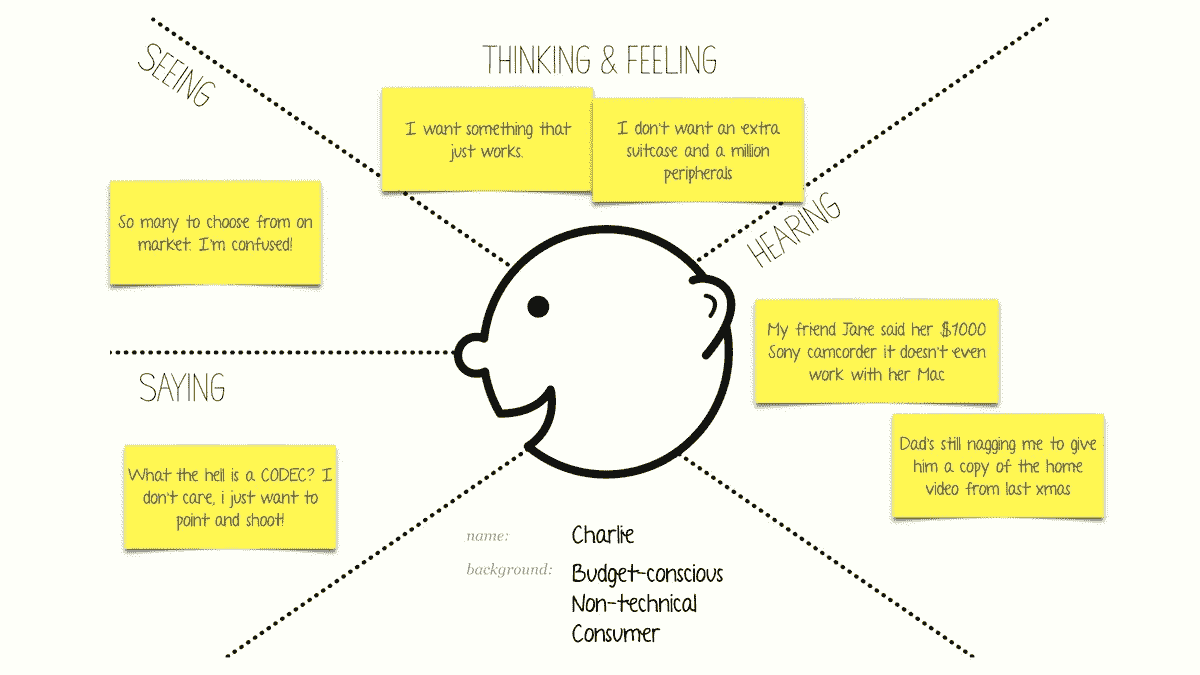 SEEING
THINKING & FEELING
I want something that
just works.
I don't want an extra
suitcase and a million
peripherals
So many to choose from on
market. I'm confused!
HEARING
My friend Jane said her $1000
Sony camcorder it doesn't even
work with her Mac
SAYING
Dad's still nagging me to give
him a copy of the home
video from last xmas
What the hell is a CODEC? I
don't care, i just want to
point and shoot!
name: Charlie
background: Budget-conscious
Non-technical
Consumer